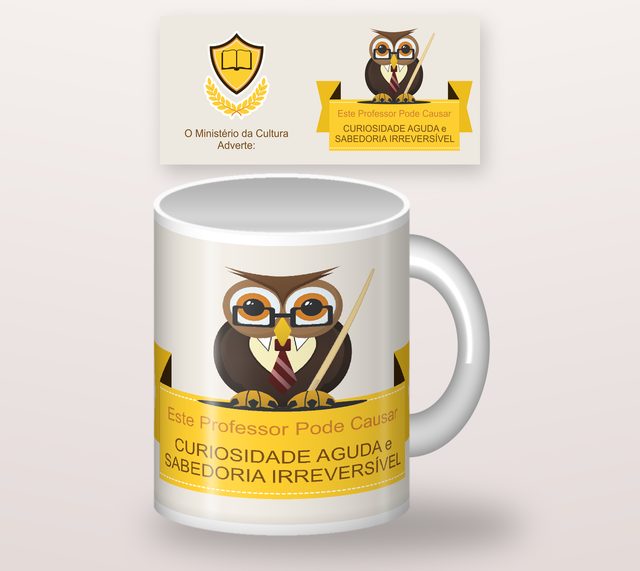 O Ministério da Cultura
Adverte:
Este Professor Pode Causar
CURIOSIDADE AGUDA e
SABEDORIA IRREVERSÍVEL
Este Professor Pode Causar
CURIOSIDADE AGUDA e
SABEDORIA IRREVERSÍVEL